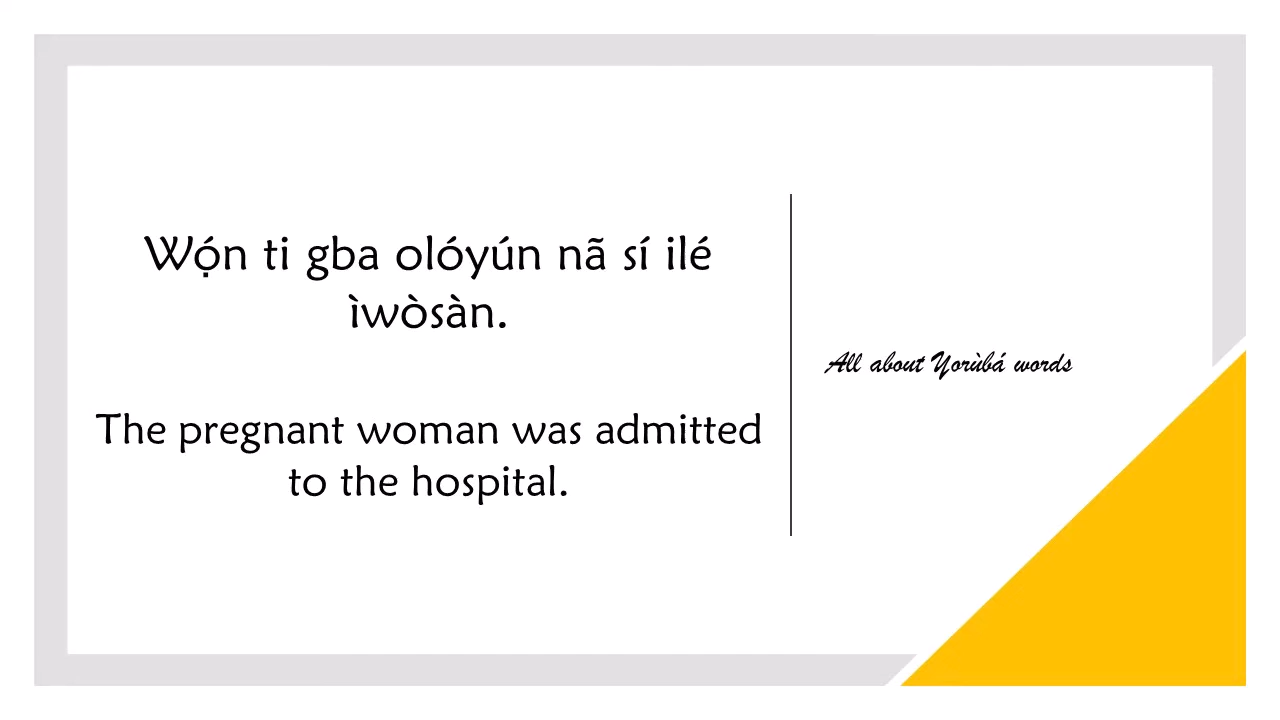 Wọ́n ti gba olóyún nã sí ilé
ìwòsàn.
The pregnant woman was admitted
to the hospital.
All about Yorùbá words